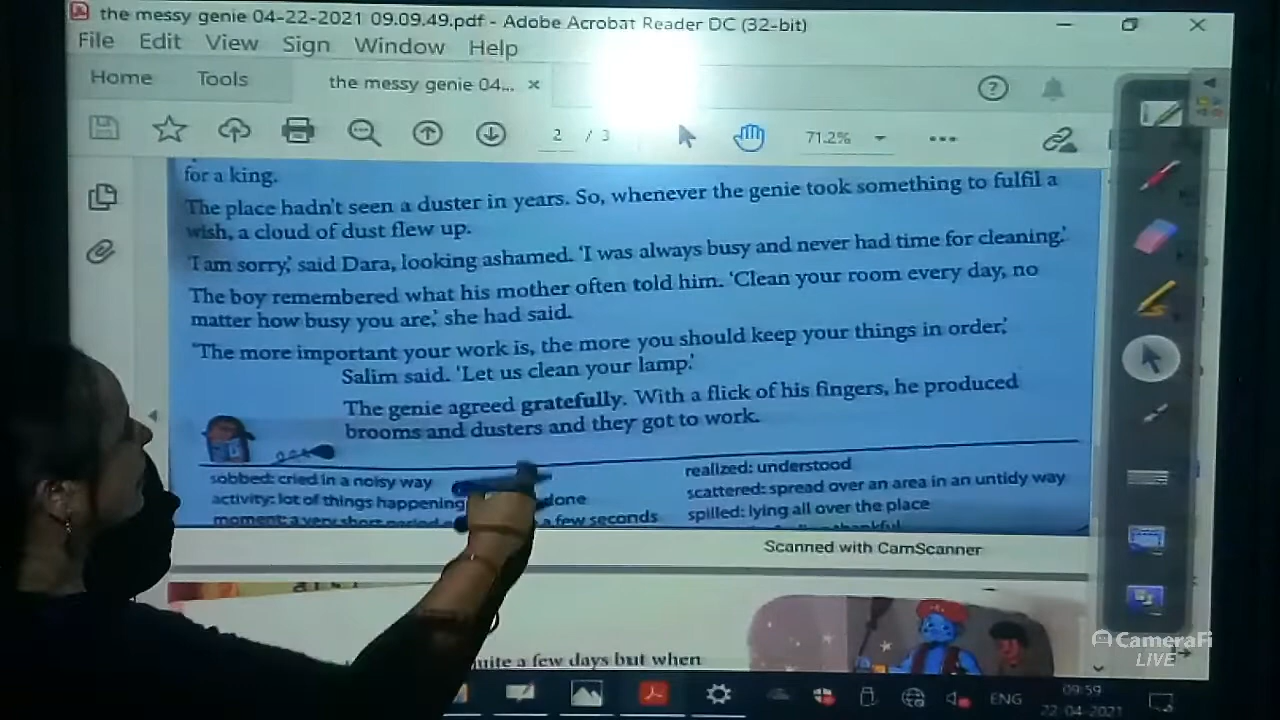 the messy genie 04-22-2021 09.09.49.pdf - Adobe Acrobat Reader DC (32-bit)
File Edit View Sign Window Help
Home Tools the messy genie 04... ×
2 / 3 71.2%
for a king.
The place hadn't seen a duster in years. So, whenever the genie took something to fulfil a
wish, a cloud of dust flew up.
'I am sorry,' said Dara, looking ashamed. 'I was always busy and never had time for cleaning.'
The boy remembered what his mother often told him. 'Clean your room every day, no
matter how busy you are,' she had said.
'The more important your work is, the more you should keep your things in order,'
Salim said. 'Let us clean your lamp.'
The genie agreed gratefully. With a flick of his fingers, he produced
brooms and dusters and they got to work.
sobbed: cried in a noisy way
activity: lot of things happening done
moment: a very short period a few seconds
realized: understood
scattered: spread over an area in an untidy way
spilled: lying all over the place
thankful
Scanned with CamScanner
quite a few days but when
CameraFi
LIVE
ENG
09:59
22-04-2021